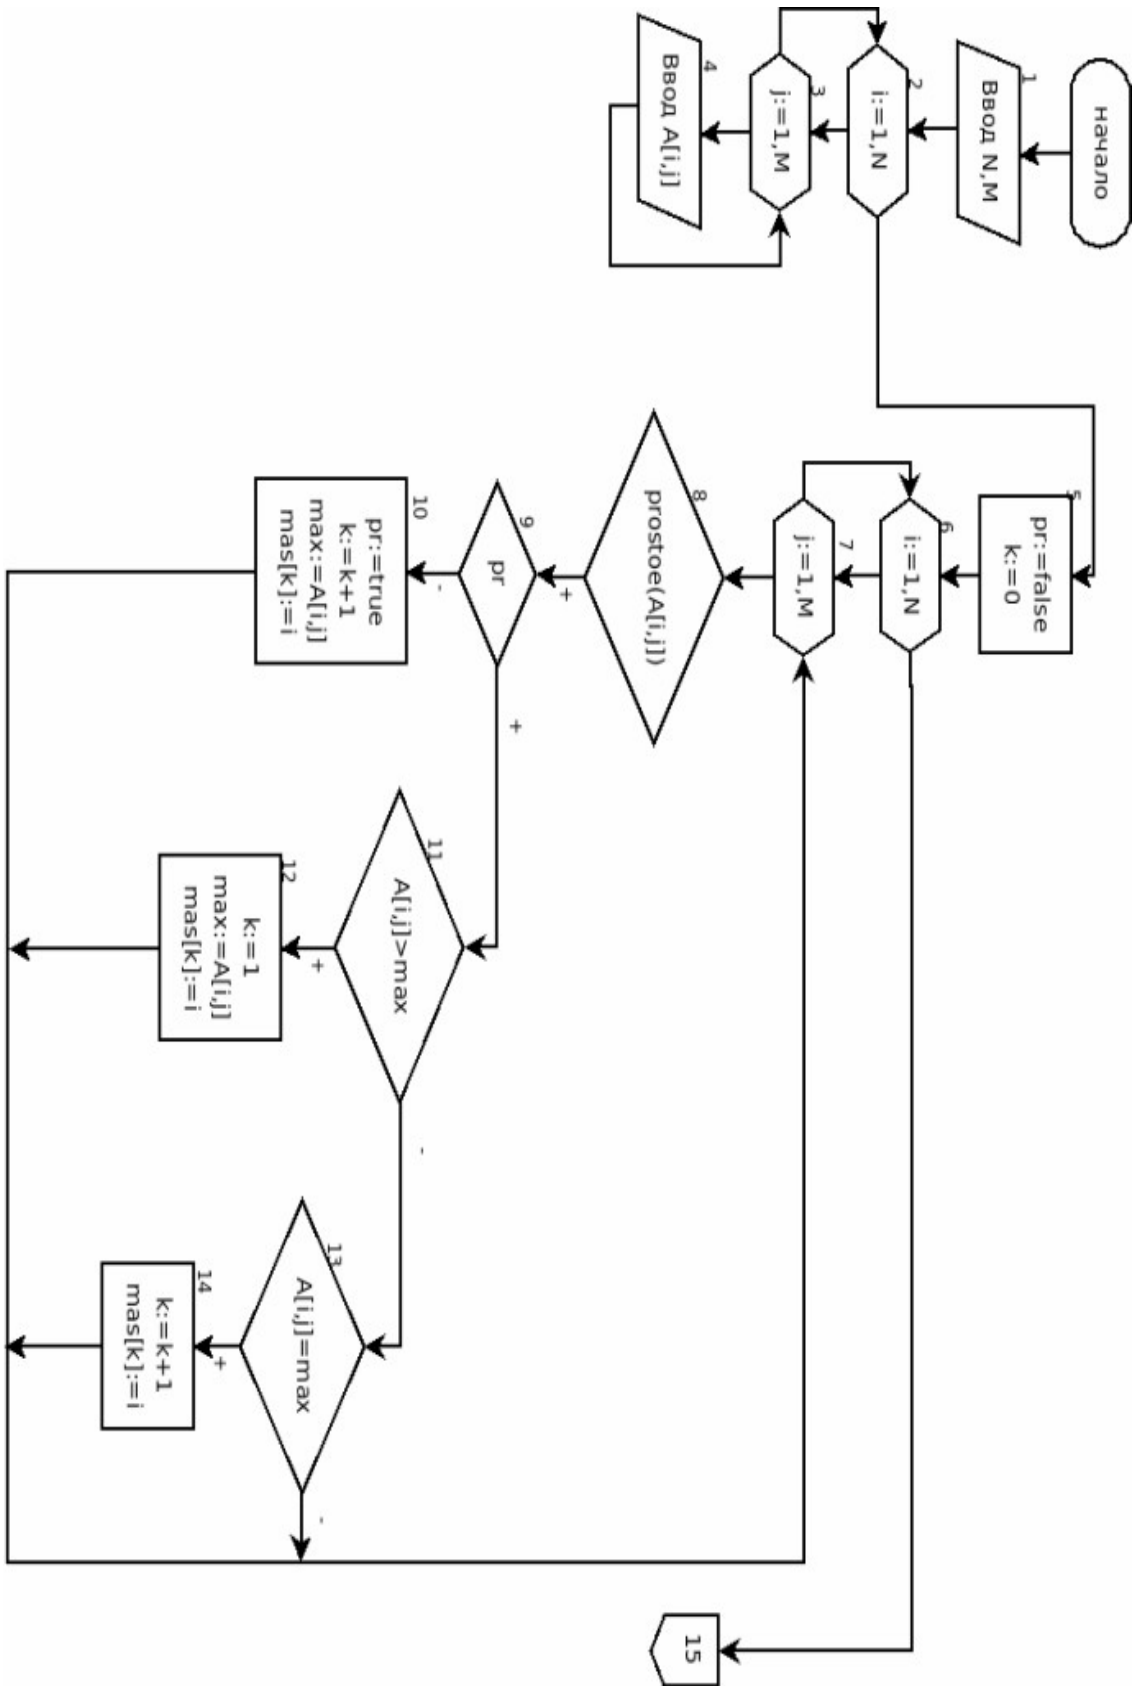 начало
1
Ввод N,M
2
i:=1,N
3
j:=1,M
4
Ввод A[i,j]
5
pr:=false
k:=0
6
i:=1,N
7
j:=1,M
8
prostoe(A[i,j])
+
9
pr
-
+
10
pr:=true
k:=k+1
max:=A[i,j]
mas[k]:=i
11
A[i,j]>max
+
-
12
k:=1
max:=A[i,j]
mas[k]:=i
13
A[i,j]=max
+
-
14
k:=k+1
mas[k]:=i
15